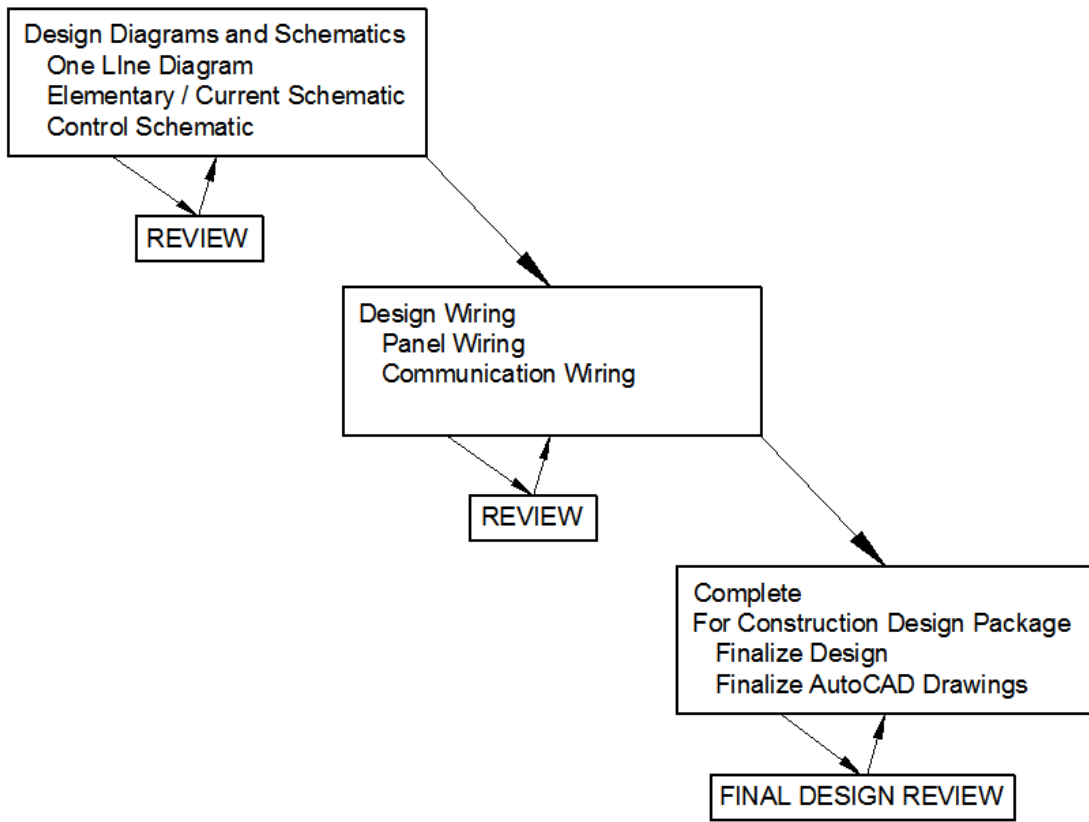 Design Diagrams and Schematics
One LIne Diagram
Elementary / Current Schematic
Control Schematic
REVIEW
Design Wiring
Panel Wiring
Communication Wiring
REVIEW
Complete
For Construction Design Package
Finalize Design
Finalize AutoCAD Drawings
FINAL DESIGN REVIEW